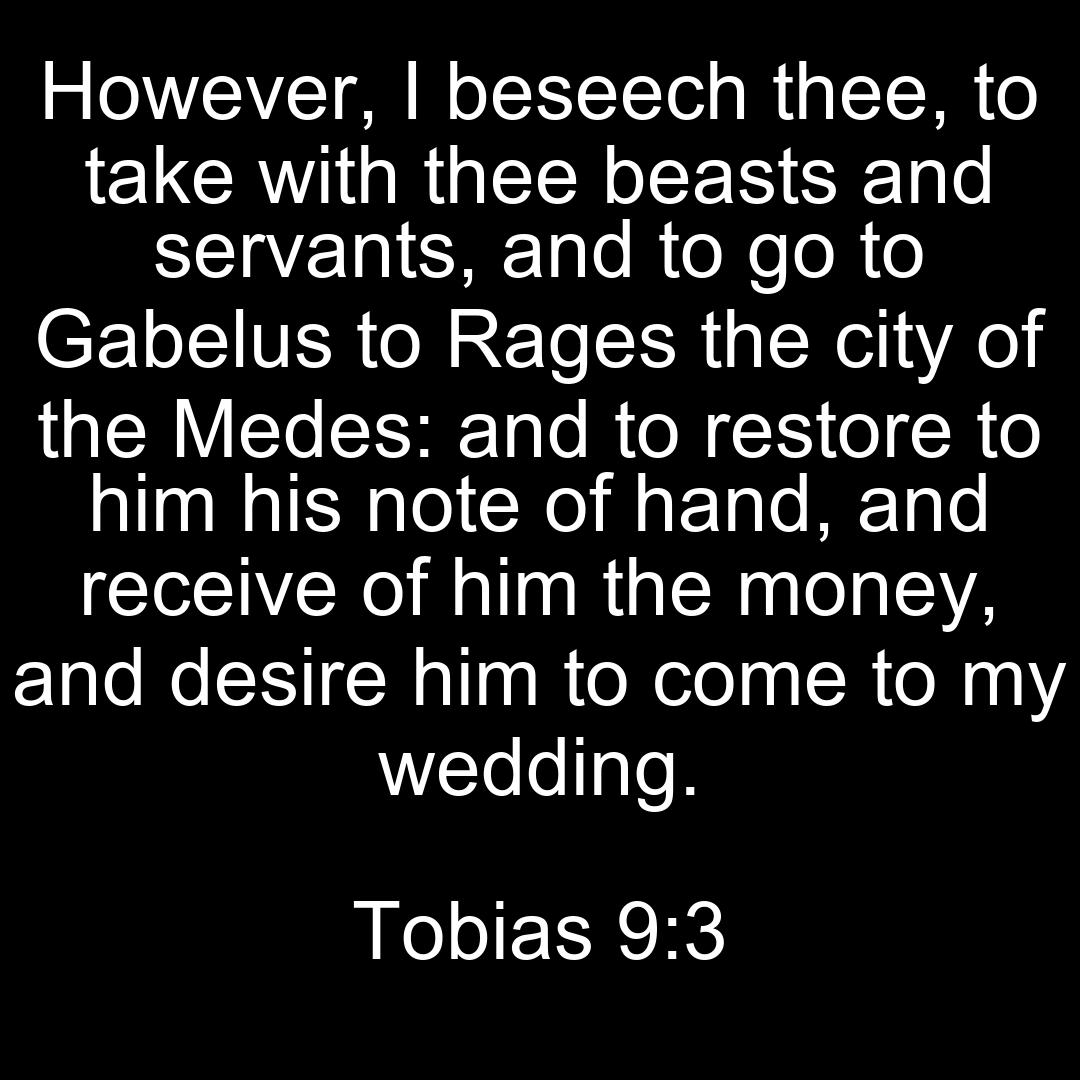 However, I beseech thee, to
take with thee beasts and
servants, and to go to
Gabelus to Rages the city of
the Medes: and to restore to
him his note of hand, and
receive of him the money,
and desire him to come to my
wedding.
Tobias 9:3